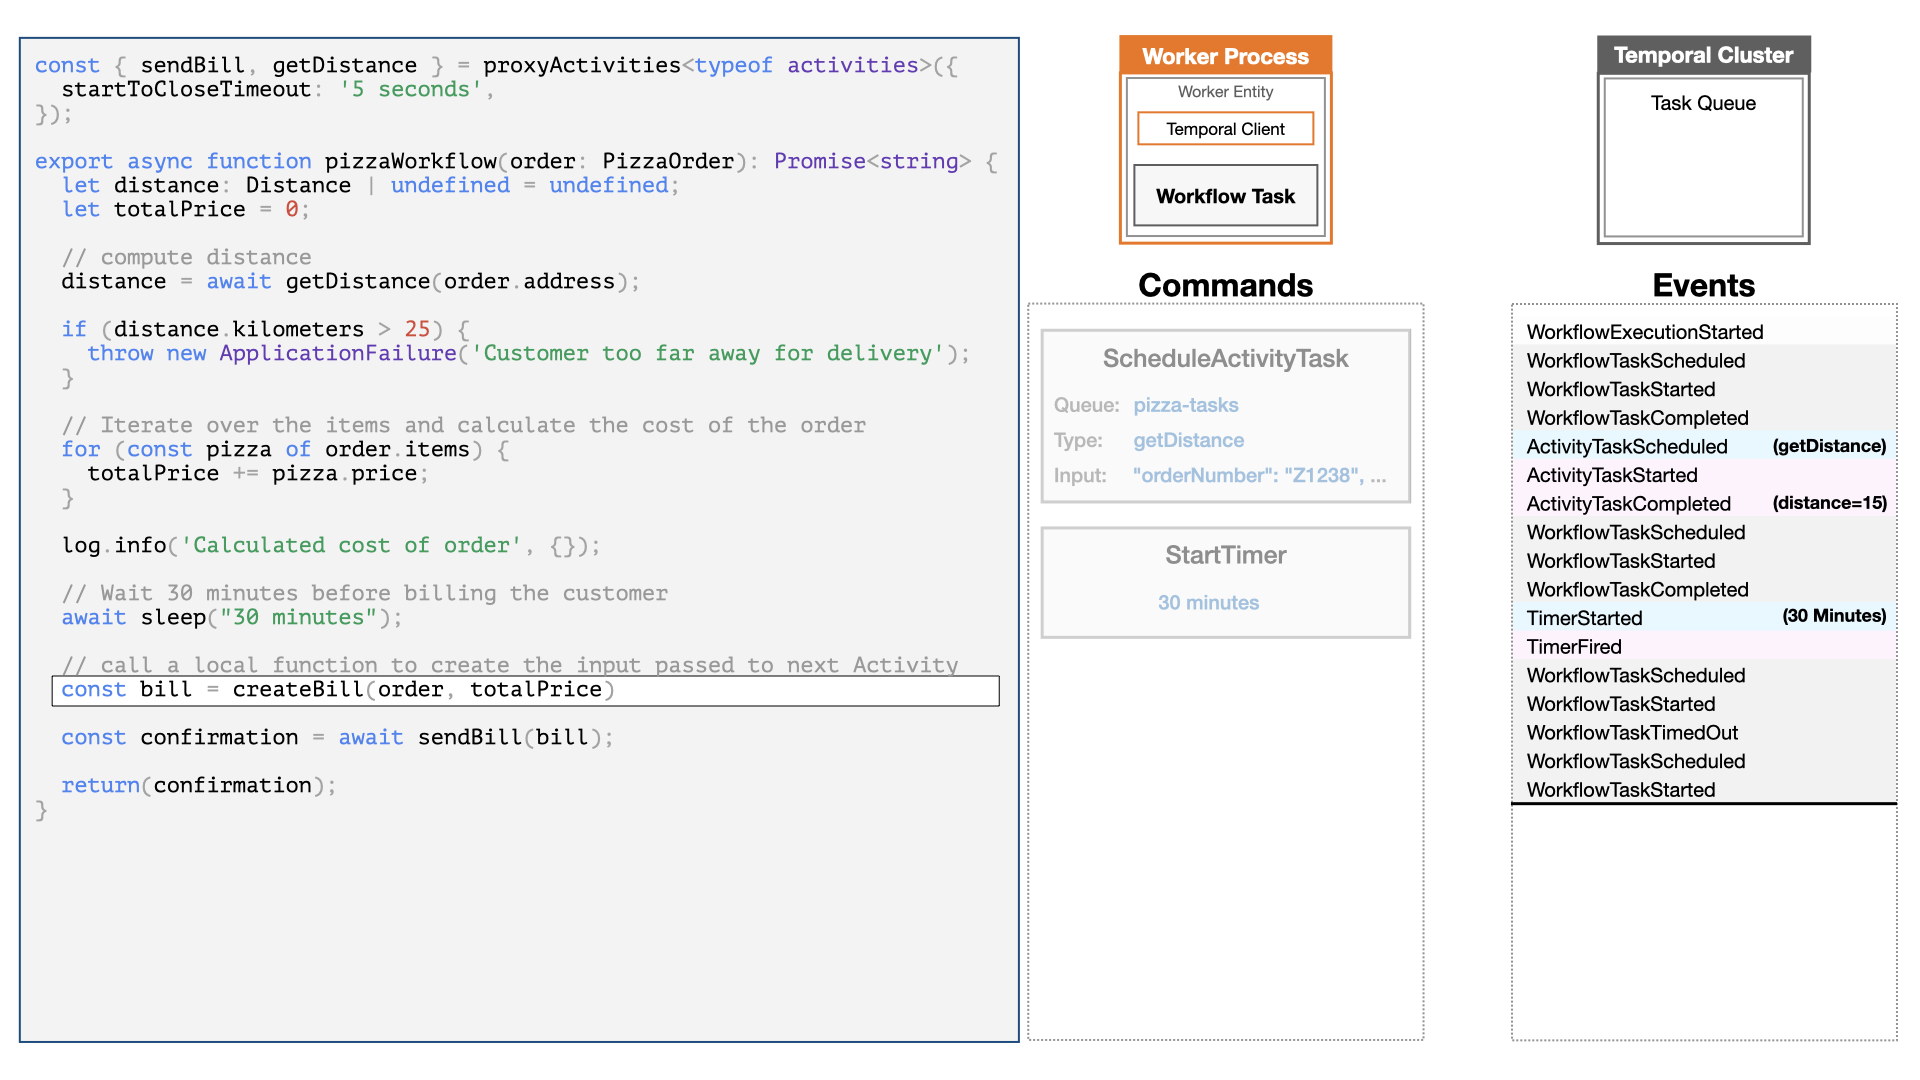 const { sendBill, getDistance } = proxyActivities<typeof activities>({
  startToCloseTimeout: '5 seconds',
});
export async function pizzaWorkflow(order: PizzaOrder): Promise<string> {
  let distance: Distance | undefined = undefined;
  let totalPrice = 0;
  // compute distance
  distance = await getDistance(order.address);
  if (distance.kilometers > 25) {
    throw new ApplicationFailure('Customer too far away for delivery');
  }
  // Iterate over the items and calculate the cost of the order
  for (const pizza of order.items) {
    totalPrice += pizza.price;
  }
  log.info('Calculated cost of order', {});
  // Wait 30 minutes before billing the customer
  await sleep("30 minutes");
  // call a local function to create the input passed to next Activity
  const bill = createBill(order, totalPrice)
  const confirmation = await sendBill(bill);
  return(confirmation);
}
Worker Process
Worker Entity
Temporal Client
Workflow Task
Commands
ScheduleActivityTask
Queue: pizza-tasks
Type: getDistance
Input: "orderNumber": "Z1238", ...
StartTimer
30 minutes
Temporal Cluster
Task Queue
Events
WorkflowExecutionStarted
WorkflowTaskScheduled
WorkflowTaskStarted
WorkflowTaskCompleted
ActivityTaskScheduled (getDistance)
ActivityTaskStarted
ActivityTaskCompleted (distance=15)
WorkflowTaskScheduled
WorkflowTaskStarted
WorkflowTaskCompleted
TimerStarted (30 Minutes)
TimerFired
WorkflowTaskScheduled
WorkflowTaskStarted
WorkflowTaskTimedOut
WorkflowTaskScheduled
WorkflowTaskStarted